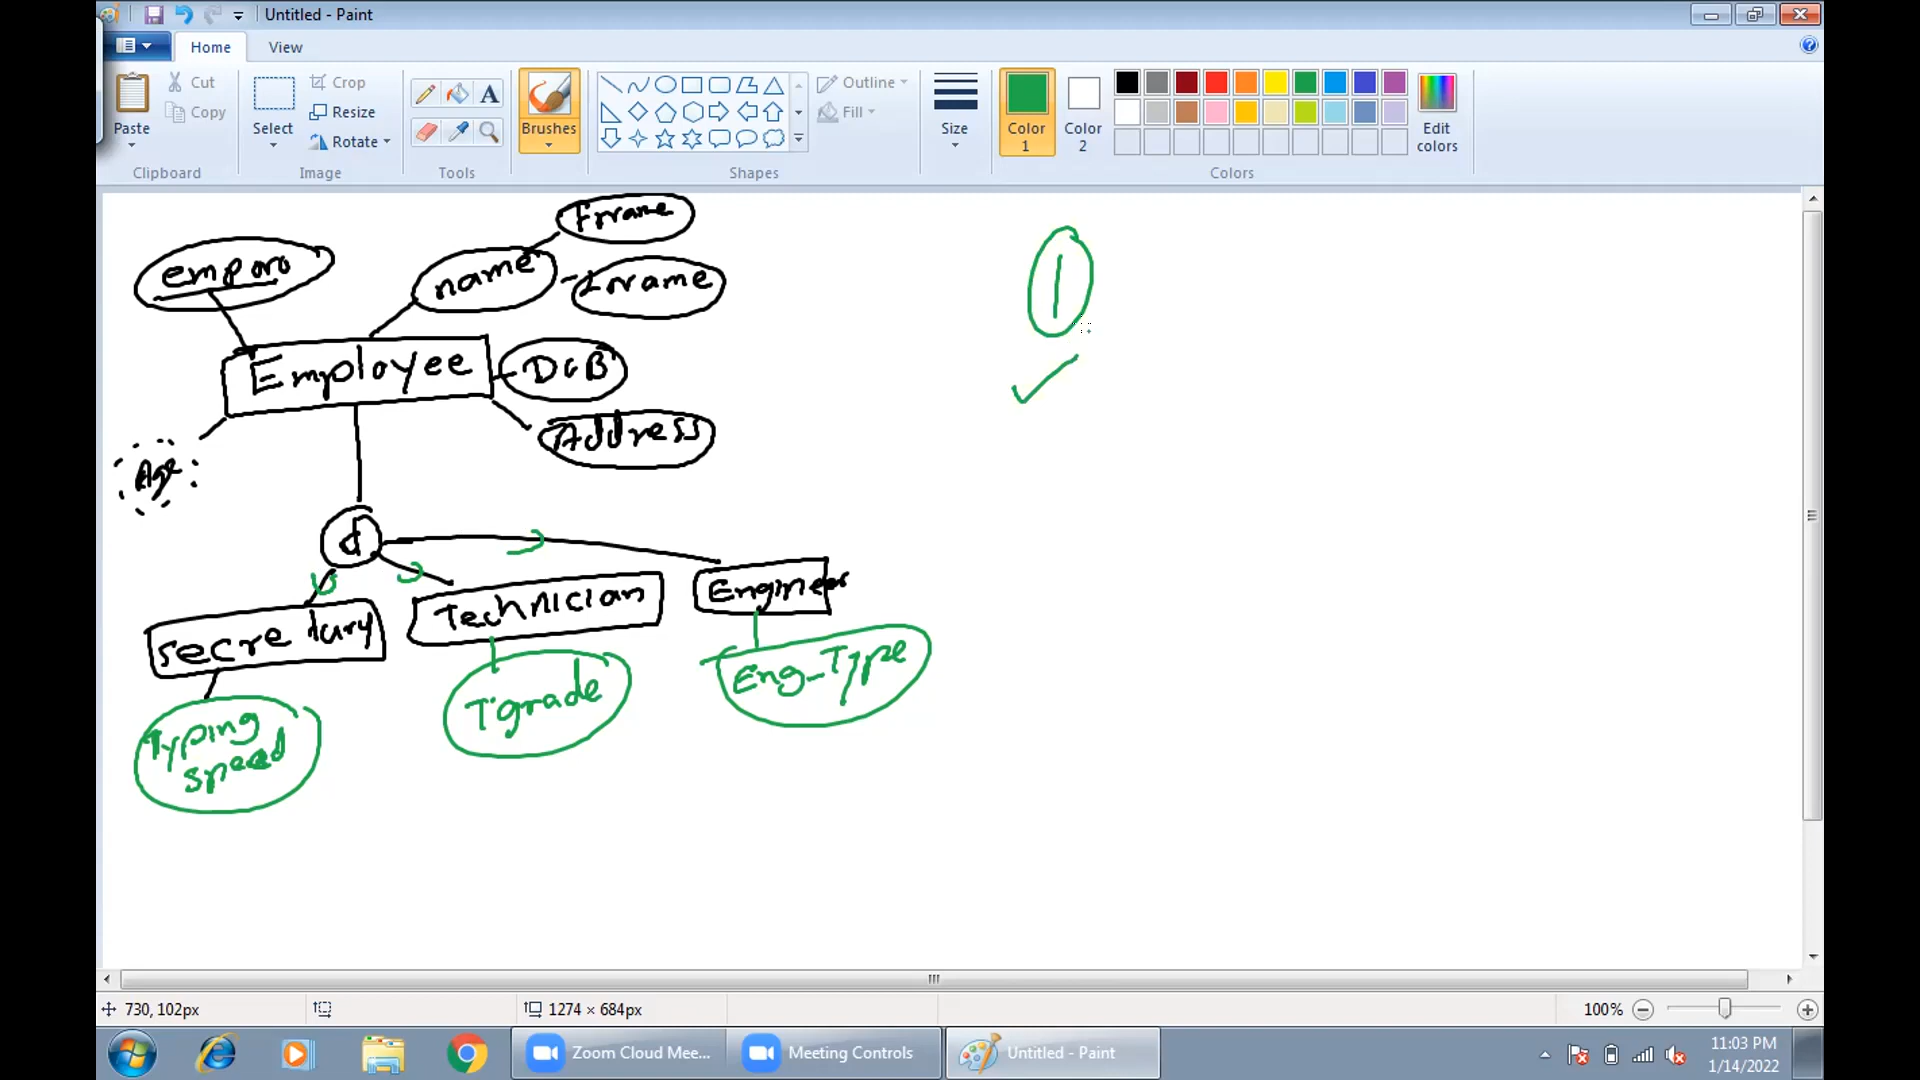 Untitled - Paint
Home
View
Paste
Cut
Copy
Clipboard
Select
Crop
Resize
Rotate
Image
A
Tools
Brushes
Shapes
Outline
Fill
Size
Color 1
Color 2
Edit colors
Colors
Fname
name
Lname
empno
Employee
DOB
Address
Age
d
secretary
Technician
Engineer
Typing
speed
Tgrade
Eng_Type
1
730, 102px
1274 × 684px
100%
Zoom Cloud Mee...
Meeting Controls
Untitled - Paint
11:03 PM
1/14/2022